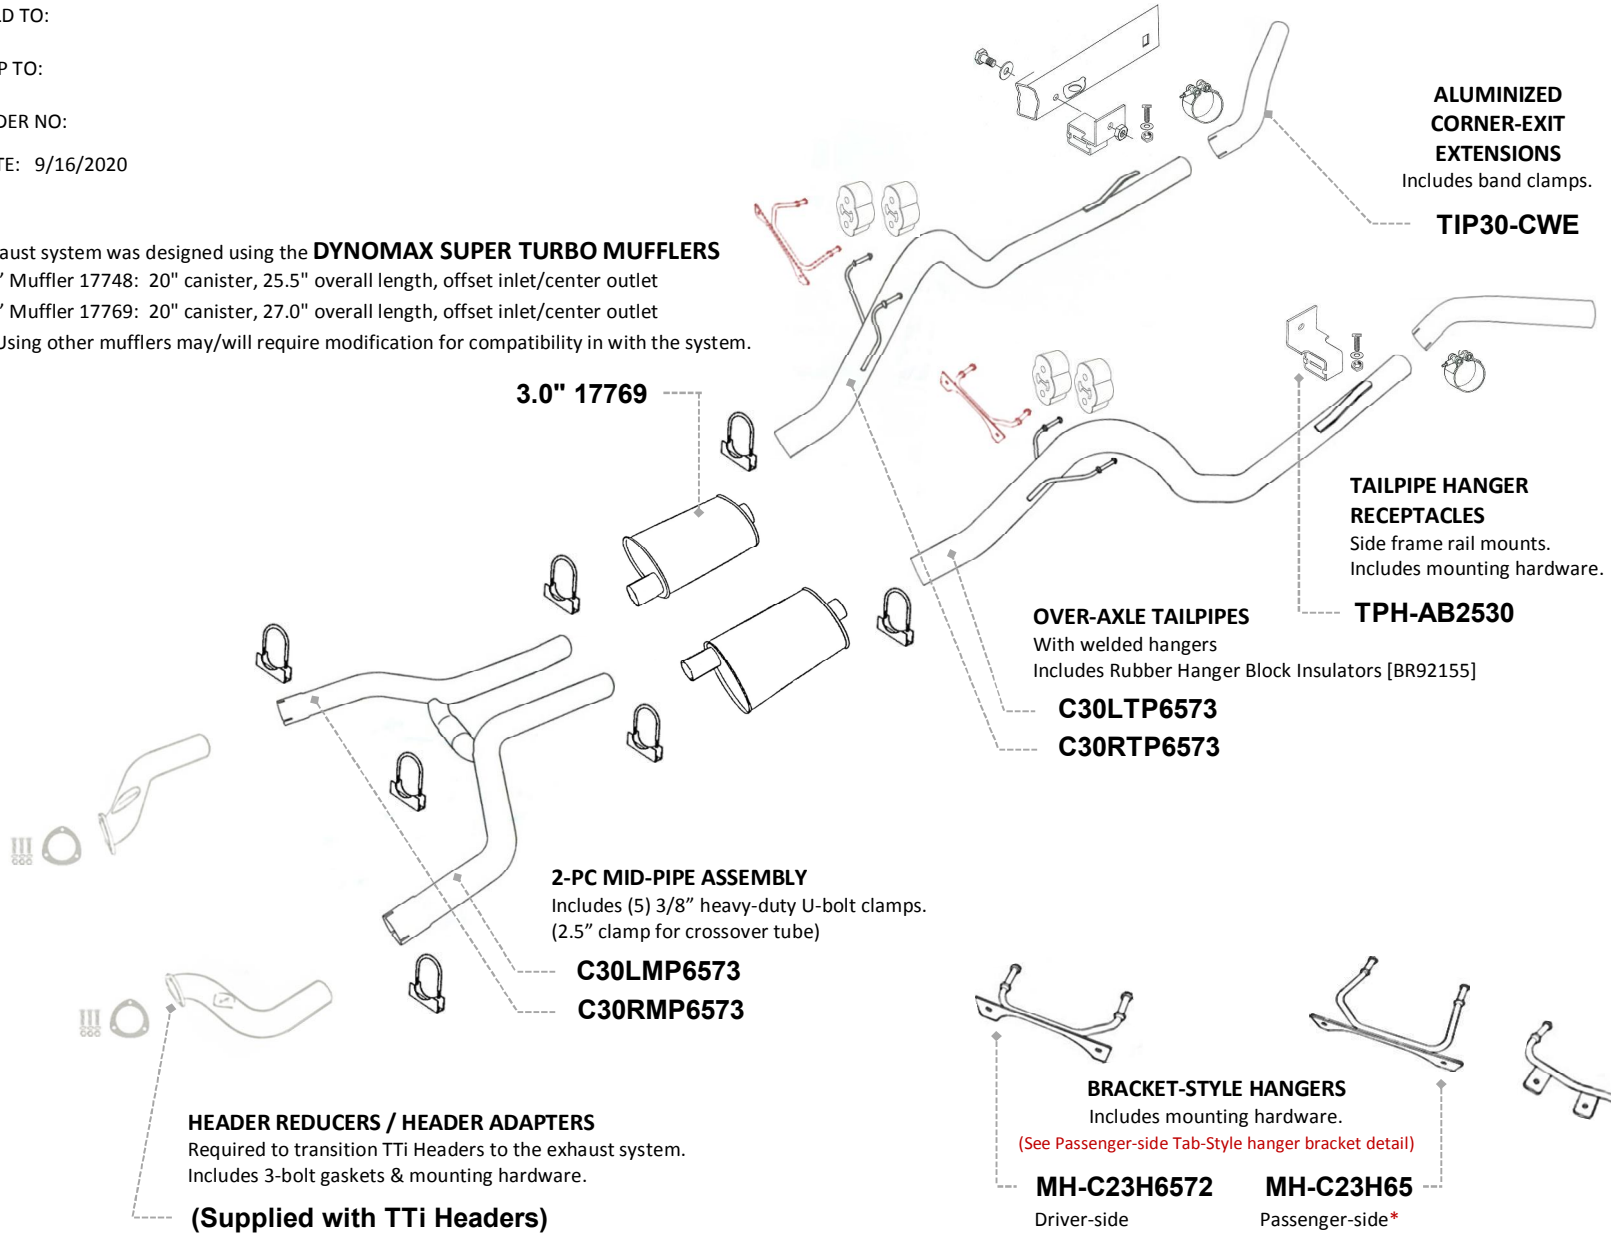 LD TO:
P TO:
DER NO:
TE: 9/16/2020
haust system was designed using the DYNOMAX SUPER TURBO MUFFLERS
" Muffler 17748: 20" canister, 25.5" overall length, offset inlet/center outlet
" Muffler 17769: 20" canister, 27.0" overall length, offset inlet/center outlet
Using other mufflers may/will require modification for compatibility in with the system.
3.0" 17769
ALUMINIZED
CORNER-EXIT
EXTENSIONS
Includes band clamps.
TIP30-CWE
TAILPIPE HANGER
RECEPTACLES
Side frame rail mounts.
Includes mounting hardware.
TPH-AB2530
OVER-AXLE TAILPIPES
With welded hangers
Includes Rubber Hanger Block Insulators [BR92155]
C30LTP6573
C30RTP6573
2-PC MID-PIPE ASSEMBLY
Includes (5) 3/8” heavy-duty U-bolt clamps.
(2.5” clamp for crossover tube)
C30LMP6573
C30RMP6573
HEADER REDUCERS / HEADER ADAPTERS
Required to transition TTi Headers to the exhaust system.
Includes 3-bolt gaskets & mounting hardware.
(Supplied with TTi Headers)
BRACKET-STYLE HANGERS
Includes mounting hardware.
(See Passenger-side Tab-Style hanger bracket detail)
MH-C23H6572 MH-C23H65
Driver-side Passenger-side*